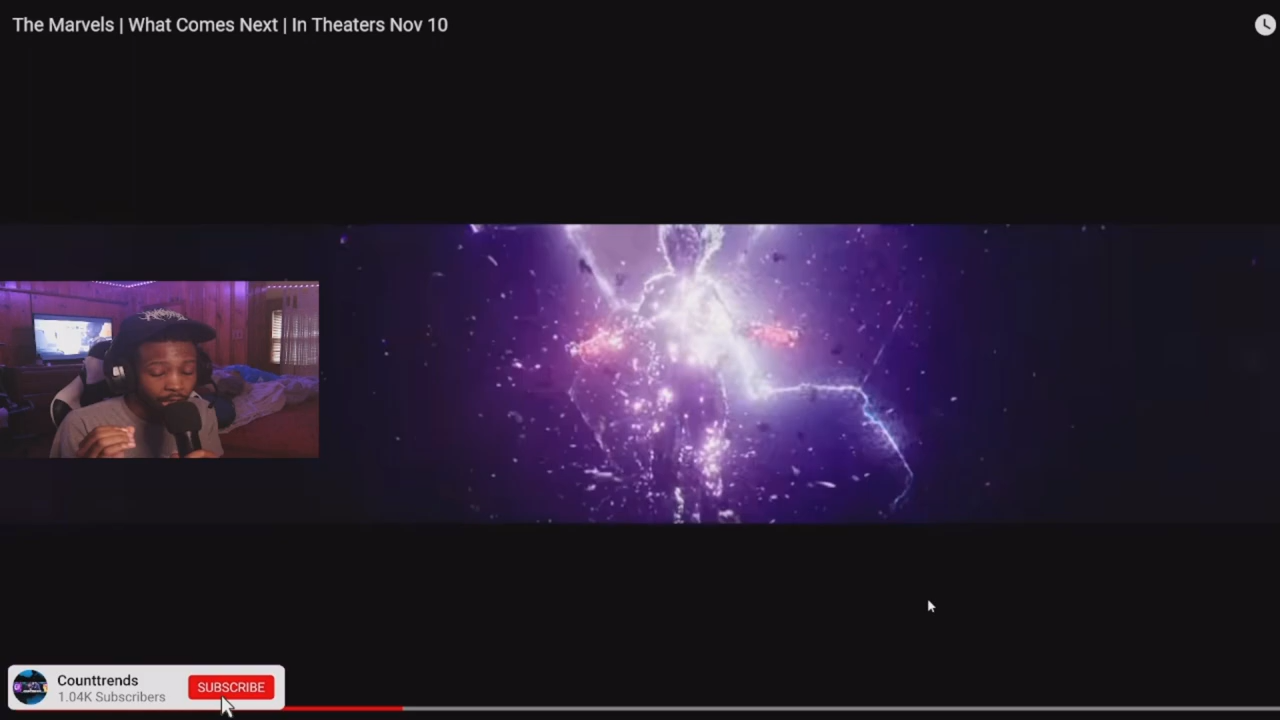 The Marvels | What Comes Next | In Theaters Nov 10
Counttrends
1.04K Subscribers
SUBSCRIBE